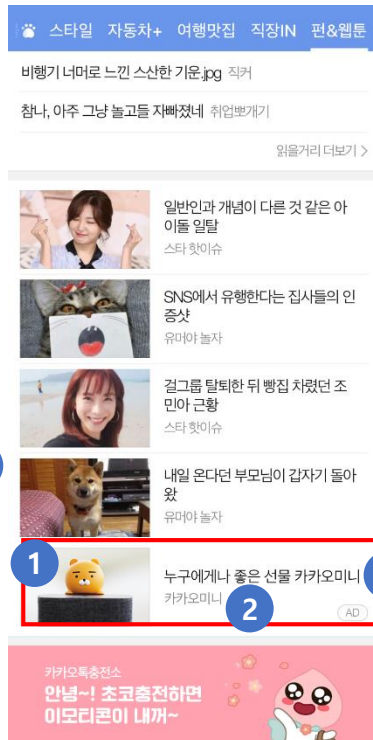 스타일 자동차+ 여행맛집 직장IN 펀&웹툰
비행기 너머로 느낀 스산한 기운.jpg 직커
참나, 아주 그냥 놀고들 자빠졌네 취업뽀개기
읽을거리 더보기 >
일반인과 개념이 다른 것 같은 아
이돌 일탈
스타 핫이슈
SNS에서 유행한다는 집사들의 인
증샷
유머야 놀자
걸그룹 탈퇴한 뒤 빵집 차렸던 조
민아 근황
스타 핫이슈
내일 온다던 부모님이 갑자기 돌아
왔
유머야 놀자
1
누구에게나 좋은 선물 카카오미니
카카오미니
2
AD
카카오톡충전소
안녕~! 초코충전하면
이모티콘이 내꺼~